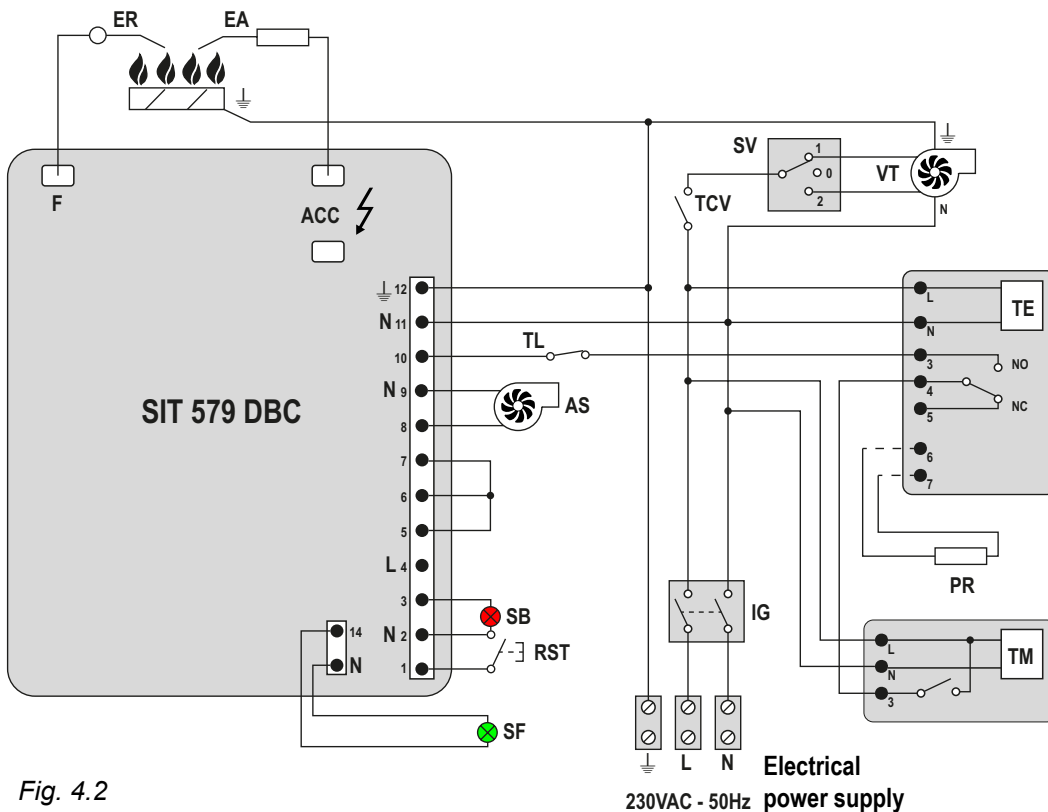 ER
EA
F
ACC
SV
1
0
2
VT
N
TCV
12
N 11
10
N 9
8
7
6
5
L 4
3
N 2
1
SIT 579 DBC
TL
AS
L
N
3
4
5
6
7
TE
NO
NC
PR
IG
14
N
SB
RST
SF
L
N
3
TM
L N
Electrical
230VAC - 50Hz power supply
Fig. 4.2